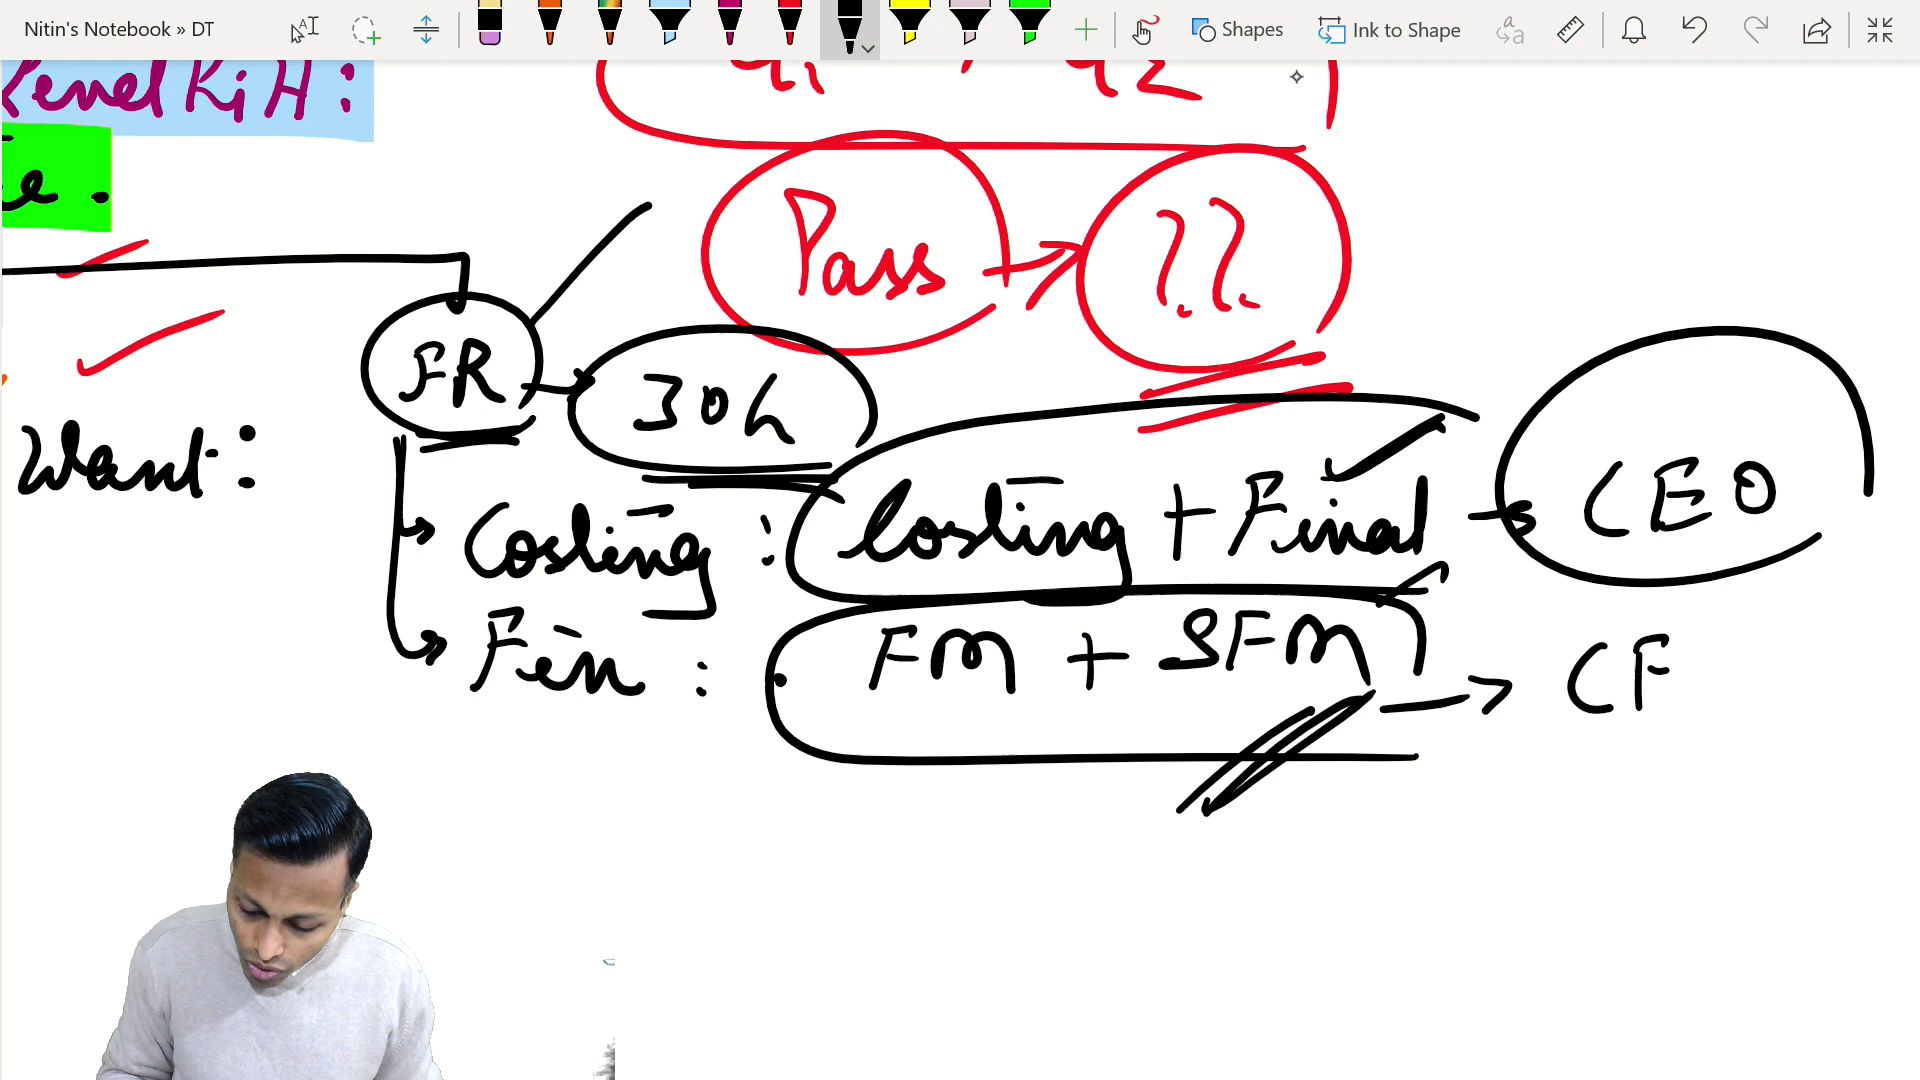 Nitin's Notebook » DT
Shapes
Ink to Shape
Level Ki H:
Pass → ??
FR → 30h
Want:
Costing : Costing + Final → CEO
Fin : FM + SFM → CF